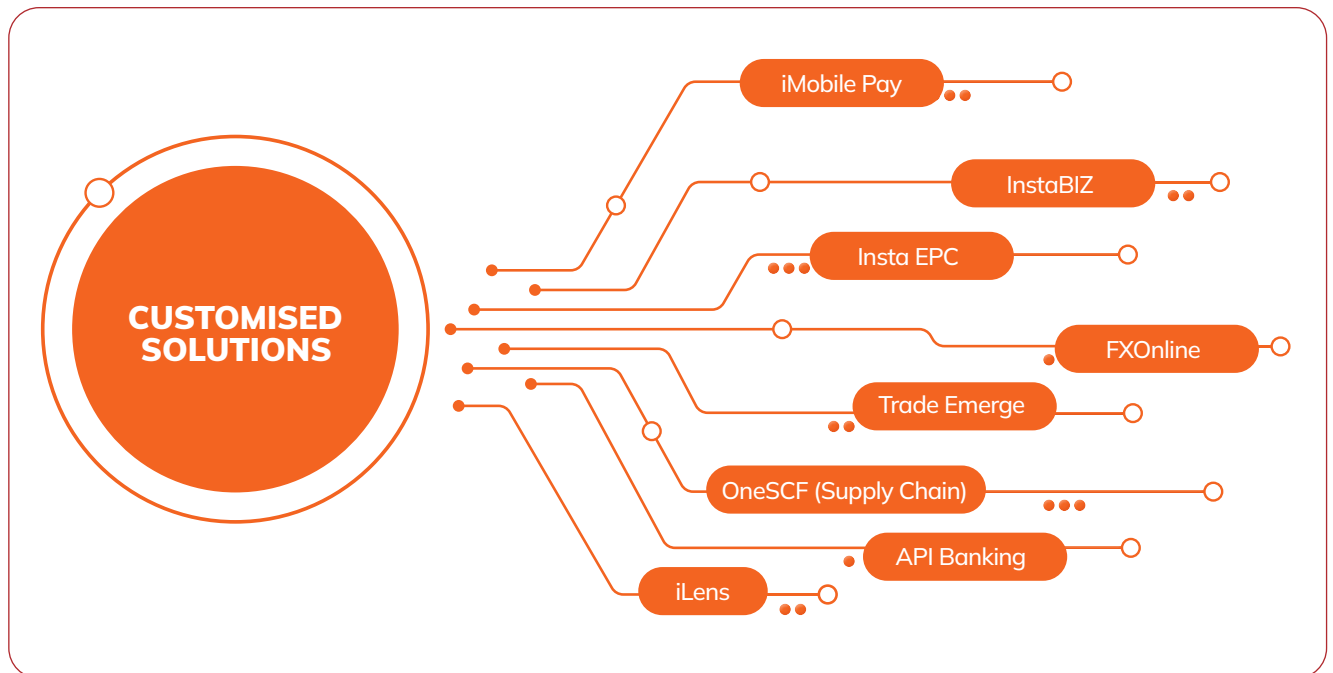 CUSTOMISED
SOLUTIONS
iMobile Pay
InstaBIZ
Insta EPC
FXOnline
Trade Emerge
OneSCF (Supply Chain)
API Banking
iLens